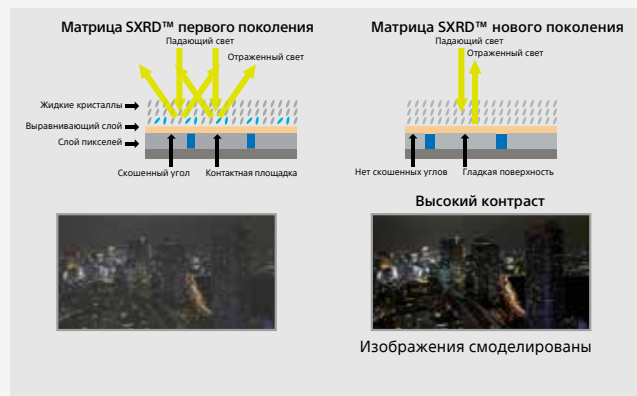 Матрица SXRD™ первого поколения
Падающий свет
Отраженный свет
Жидкие кристаллы
Выравнивающий слой
Слой пикселей
Скошенный угол
Контактная площадка
Матрица SXRD™ нового поколения
Падающий свет
Отраженный свет
Нет скошенных углов
Гладкая поверхность
Высокий контраст
Изображения смоделированы